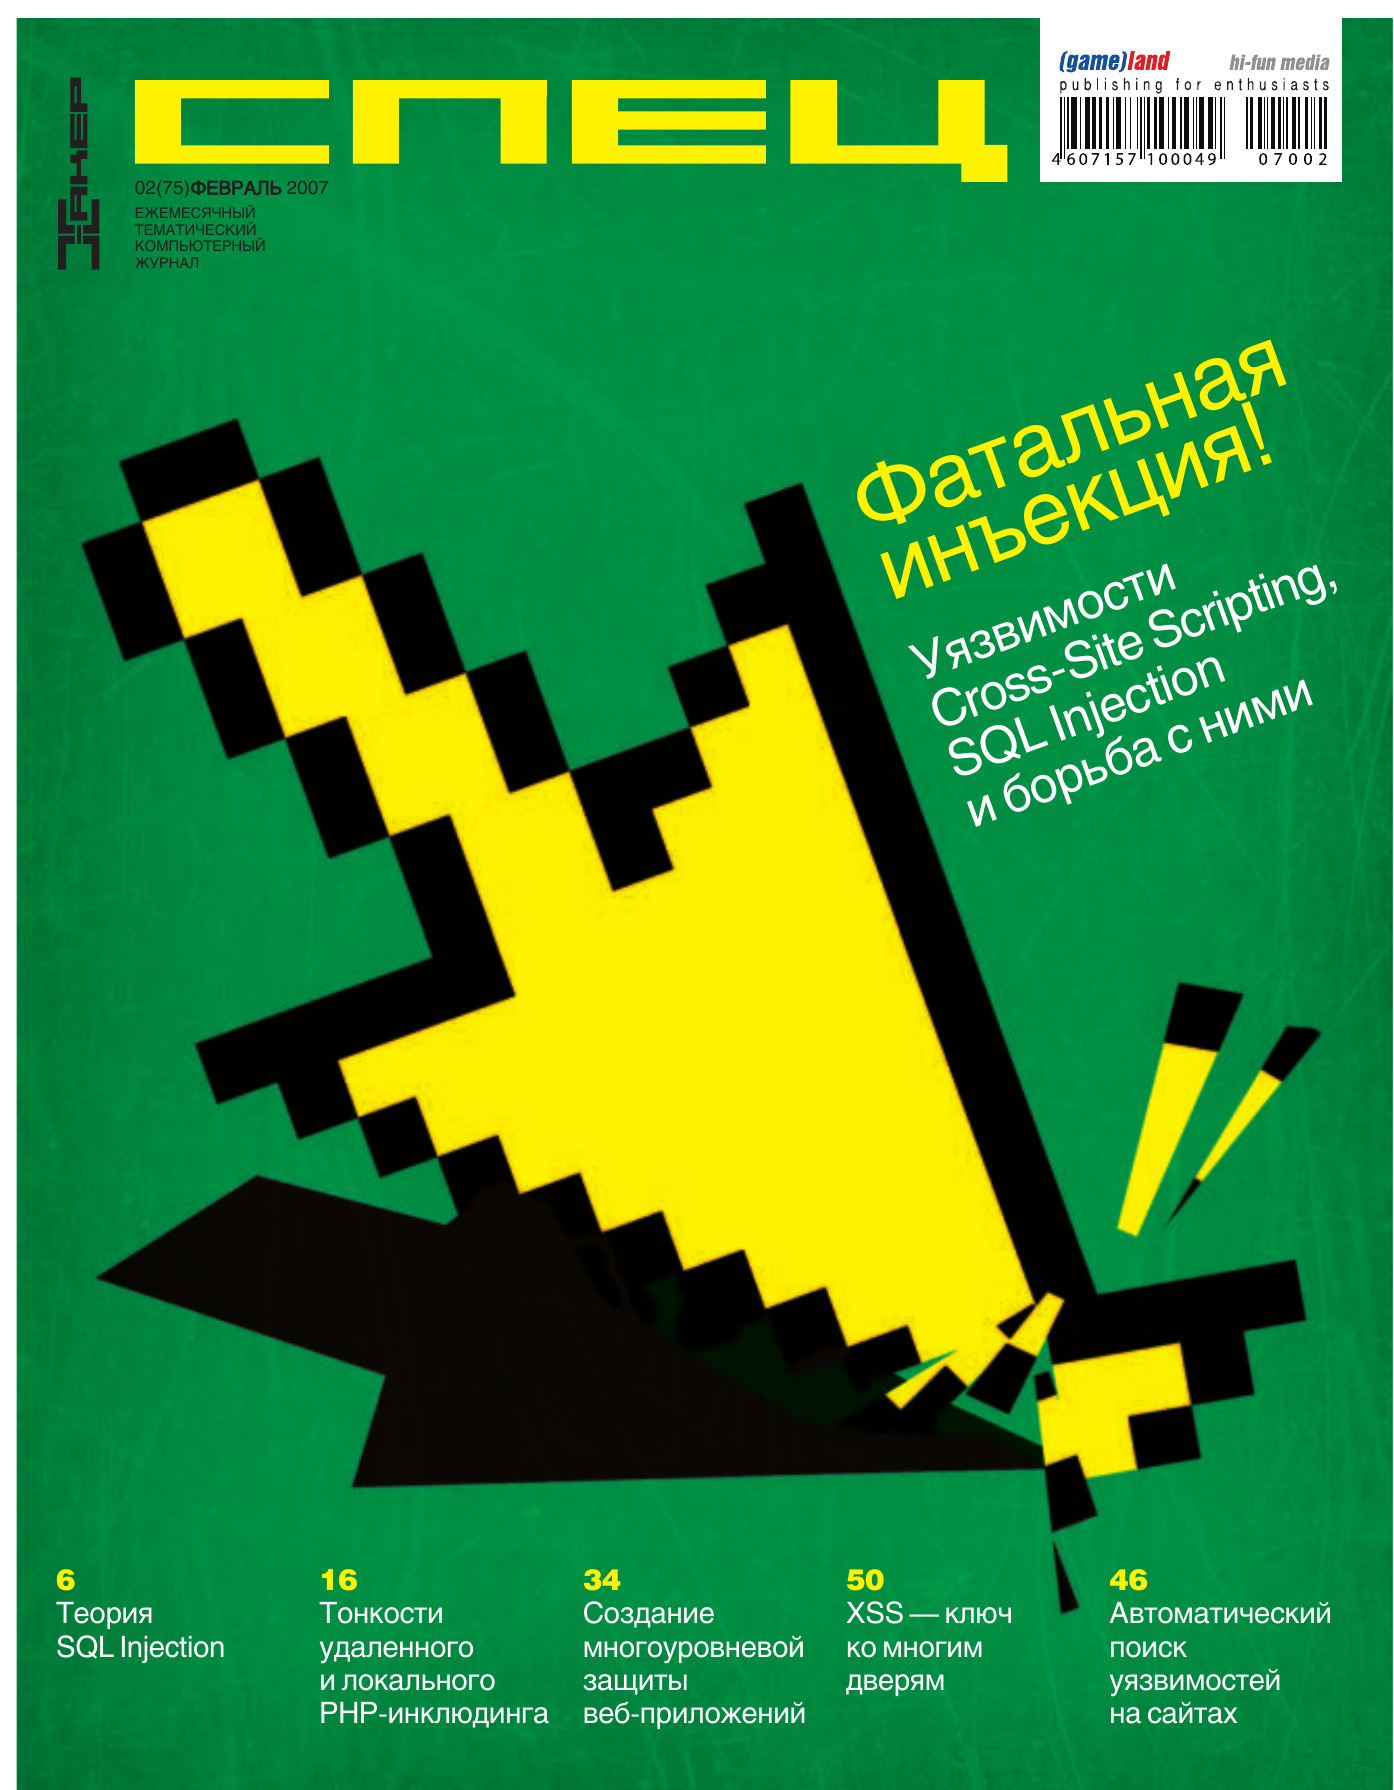 ХАКЕР
СПЕЦ
(game)land
hi-fun media
publishing for enthusiasts
4 607157 100049
07002
02(75)ФЕВРАЛЬ 2007
ЕЖЕМЕСЯЧНЫЙ
ТЕМАТИЧЕСКИЙ
КОМПЬЮТЕРНЫЙ
ЖУРНАЛ
Фатальная
инъекция!
Уязвимости
Cross-Site Scripting,
SQL Injection
и борьба с ними
6
Теория
SQL Injection
16
Тонкости
удаленного
и локального
PHP-инклюдинга
34
Создание
многоуровневой
защиты
веб-приложений
50
XSS — ключ
ко многим
дверям
46
Автоматический
поиск
уязвимостей
на сайтах